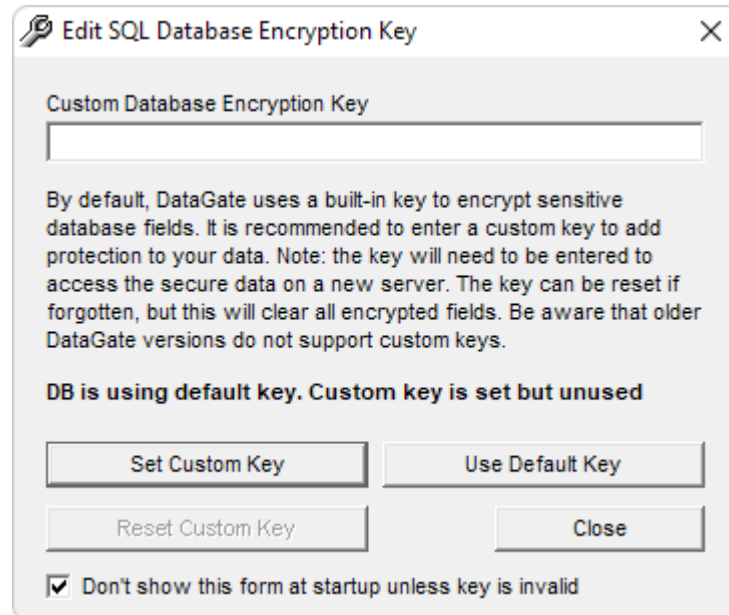 Edit SQL Database Encryption Key
Custom Database Encryption Key
By default, DataGate uses a built-in key to encrypt sensitive
database fields. It is recommended to enter a custom key to add
protection to your data. Note: the key will need to be entered to
access the secure data on a new server. The key can be reset if
forgotten, but this will clear all encrypted fields. Be aware that older
DataGate versions do not support custom keys.
DB is using default key. Custom key is set but unused
Set Custom Key
Use Default Key
Reset Custom Key
Close
Don't show this form at startup unless key is invalid